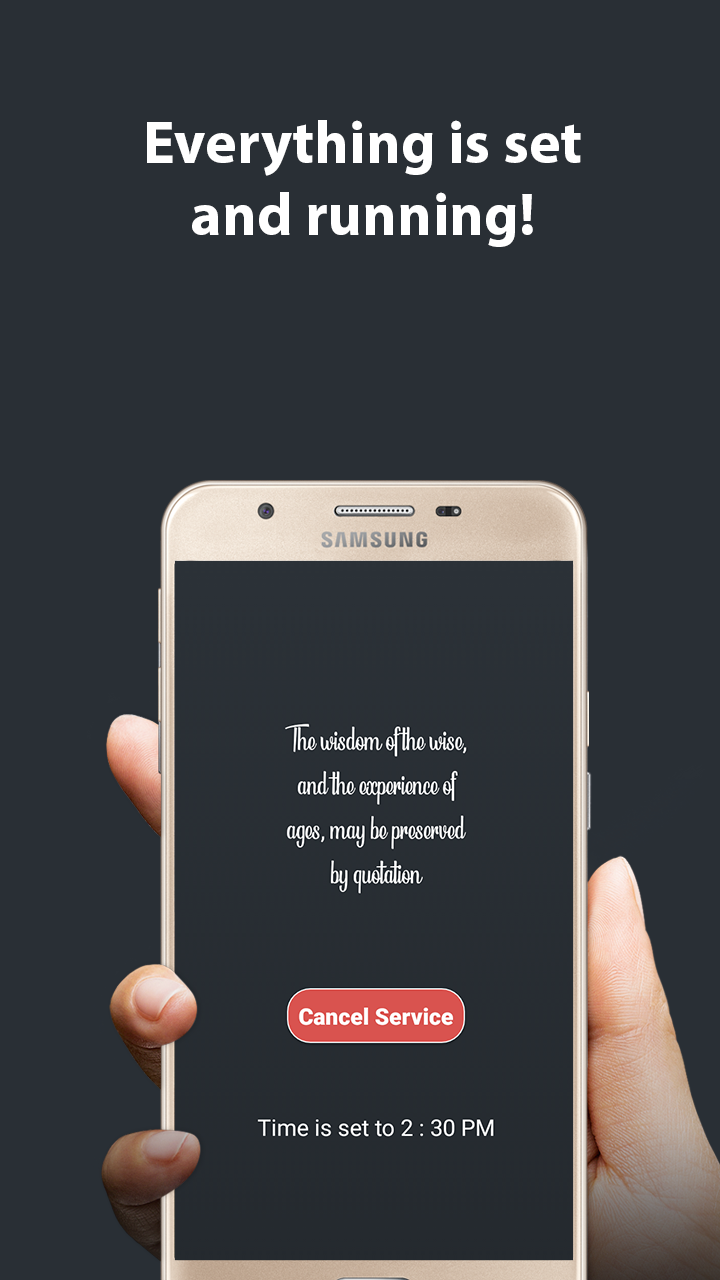 Everything is set
and running!
SAMSUNG
The wisdom of the wise,
and the experience of
ages, may be preserved
by quotation
Cancel Service
Time is set to 2 : 30 PM